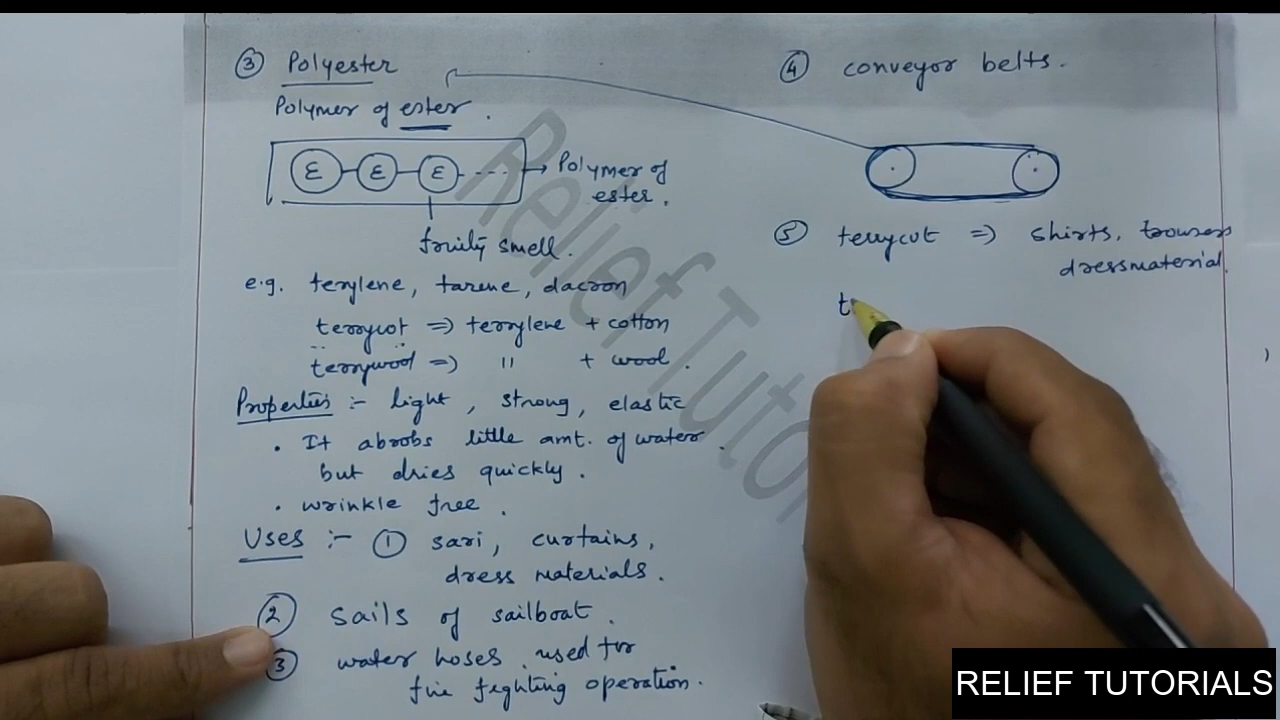 ③ Polyester
Polymer of ester.
ε ε ε → Polymer of
ester.
fruity smell.
e.g. terylene, tarene, dacron
terrycot ⇒ terrylene + cotton
terrywool ⇒ " + wool.
Properties :- light, strong, elastic
• It abrobs little amt. of water.
but dries quickly.
• wrinkle free.
Uses :- ① sari, curtains,
dress materials.
② Sails of sailboat.
③ water hoses used for
fire fighting operation.
④ conveyor belts.
⑤ terrycot ⇒ shirts, trousers
dressmaterial.
t
Relief Tutor
RELIEF TUTORIALS